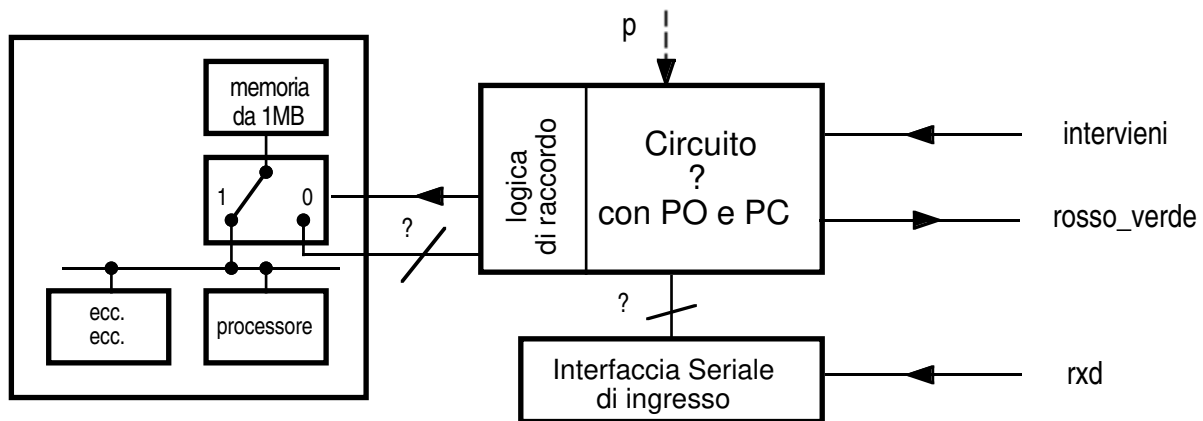 p
memoria
da 1MB
1
0
?
ecc.
ecc.
processore
logica
di raccordo
Circuito
?
con PO e PC
?
Interfaccia Seriale
di ingresso
intervieni
rosso_verde
rxd